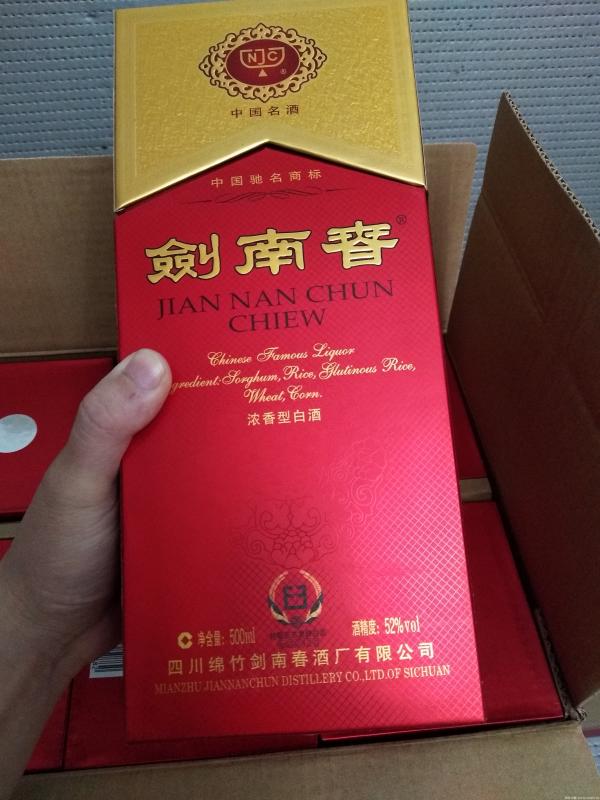 NJC
®
中国名酒
中国驰名商标
劍南春®
JIAN NAN CHUN
CHIEW
Chinese Famous Liquor
gredient:Sorghum, Rice, Glutinous Rice,
Wheat, Corn.
浓香型白酒
净含量: 500ml 酒精度: 52%vol
四川绵竹剑南春酒厂有限公司
MIANZHU JIANNANCHUN DISTILLERY CO.,LTD.OF SICHUAN